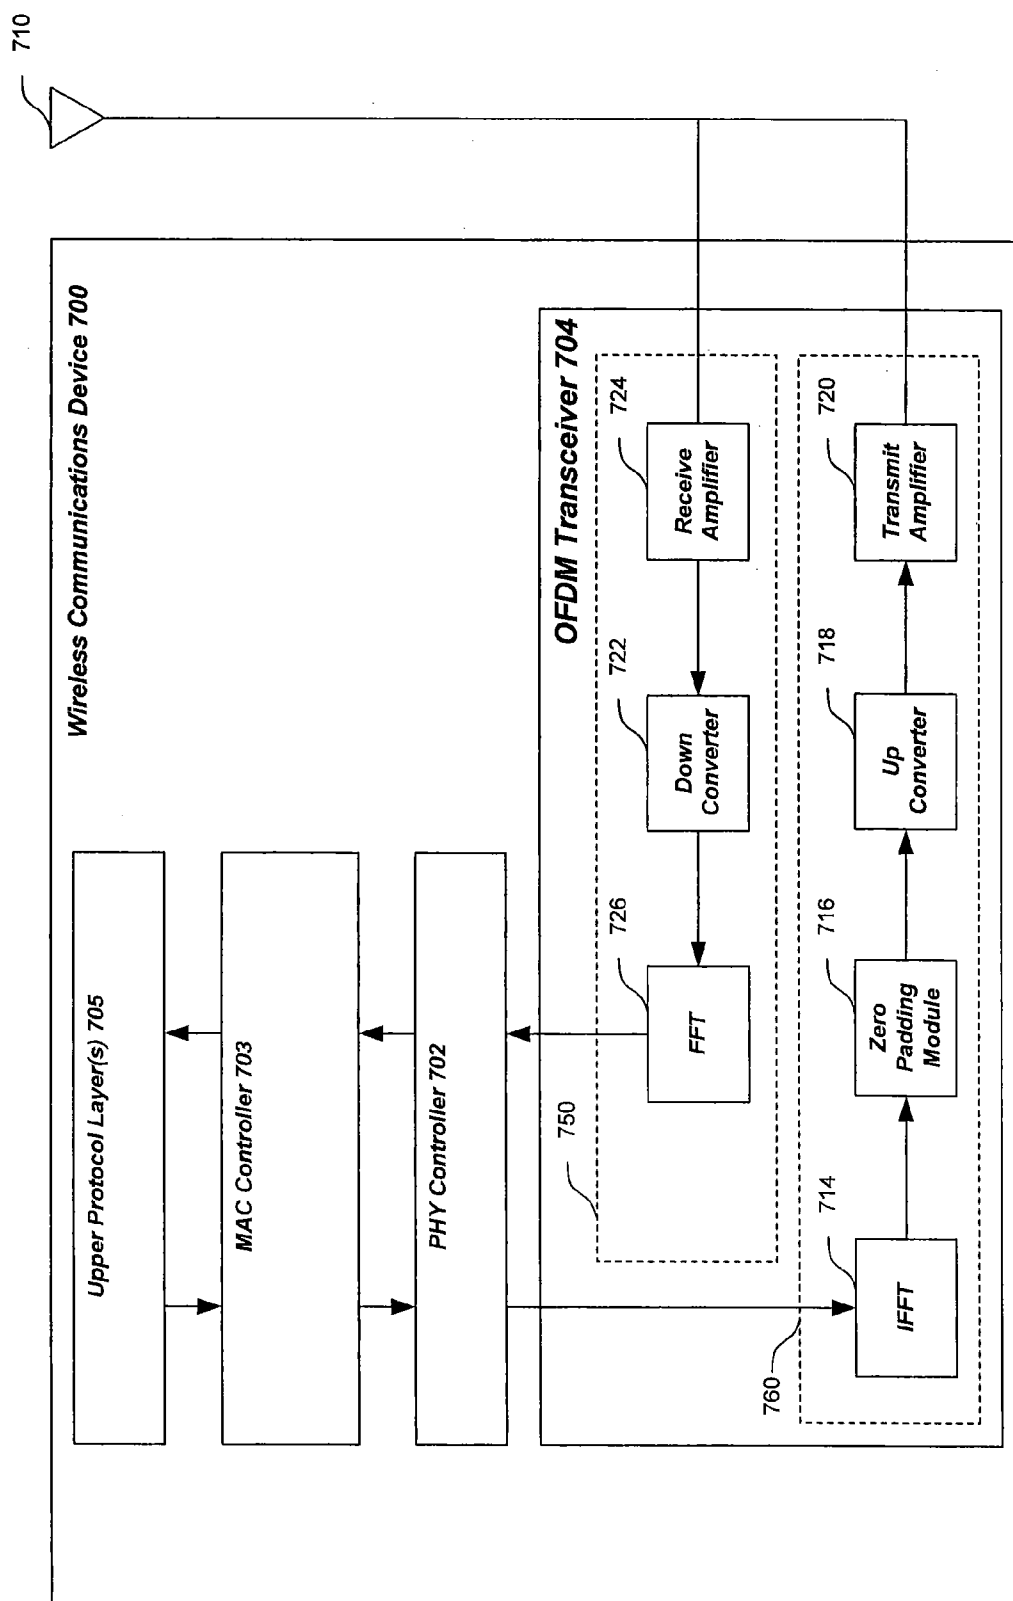 710
Wireless Communications Device 700
Upper Protocol Layer(s) 705
MAC Controller 703
PHY Controller 702
OFDM Transceiver 704
750
726
722
724
FFT
Down
Converter
Receive
Amplifier
760
714
716
718
720
IFFT
Zero
Padding
Module
Up
Converter
Transmit
Amplifier